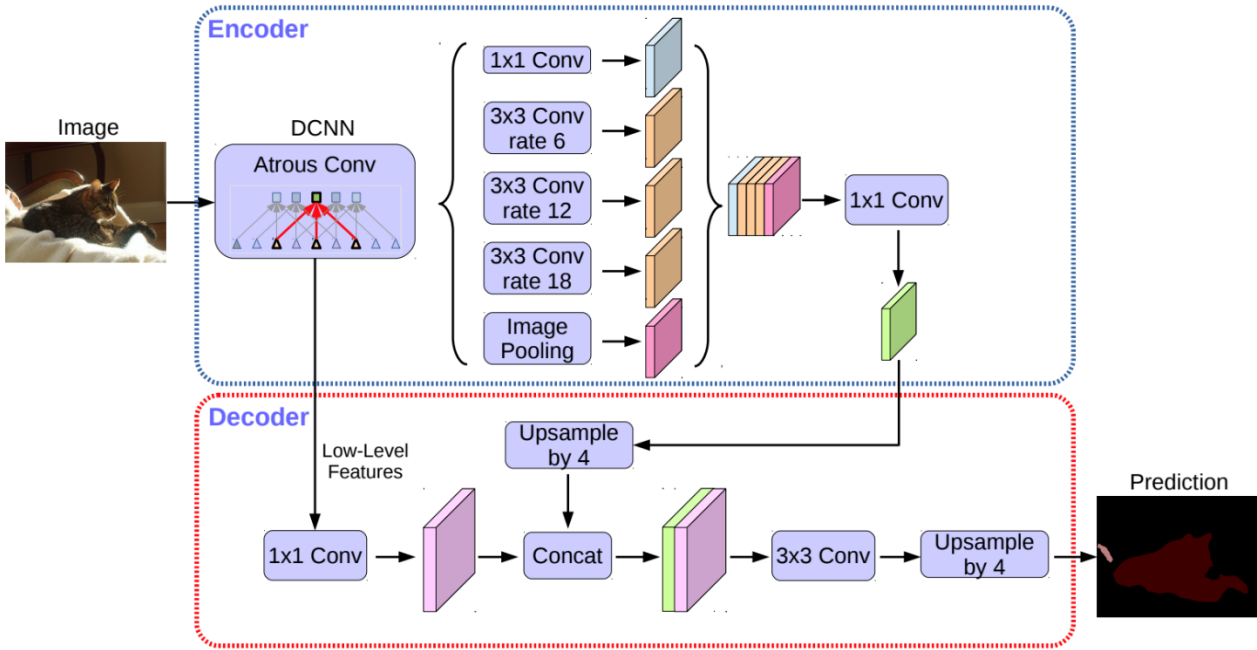 Encoder
Image
DCNN
Atrous Conv
1x1 Conv
3x3 Conv
rate 6
3x3 Conv
rate 12
3x3 Conv
rate 18
Image
Pooling
1x1 Conv
Decoder
Low-Level
Features
Upsample
by 4
1x1 Conv
Concat
3x3 Conv
Upsample
by 4
Prediction